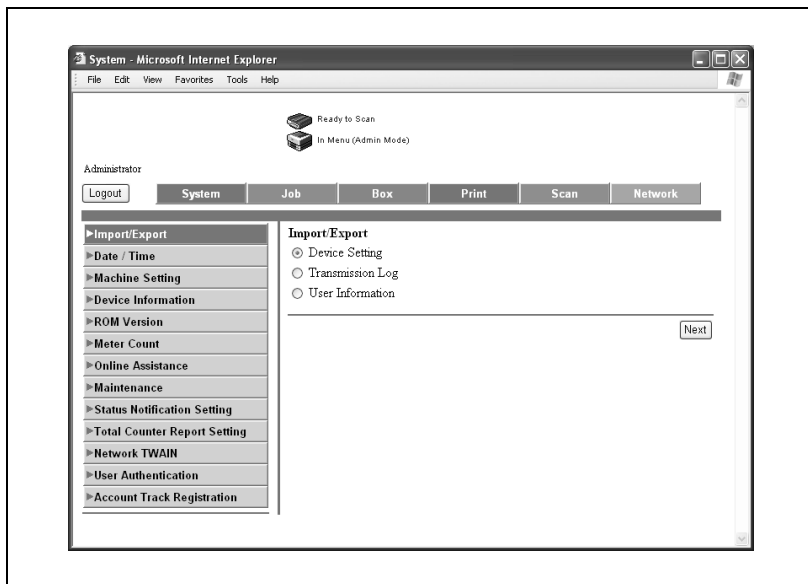 System - Microsoft Internet Explorer
File Edit View Favorites Tools Help
Ready to Scan
In Menu (Admin Mode)
Administrator
Logout System Job Box Print Scan Network
Import/Export
Date / Time
Machine Setting
Device Information
ROM Version
Meter Count
Online Assistance
Maintenance
Status Notification Setting
Total Counter Report Setting
Network TWAIN
User Authentication
Account Track Registration
Import/Export
Device Setting
Transmission Log
User Information
Next